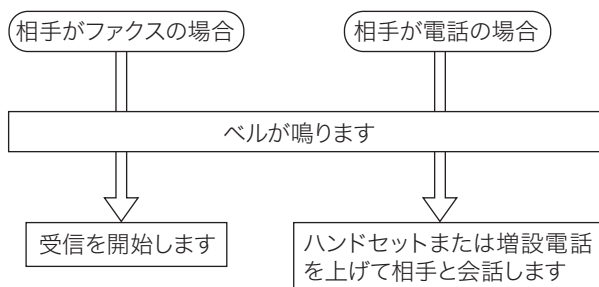 相手がファクスの場合
相手が電話の場合
ベルが鳴ります
受信を開始します
ハンドセットまたは増設電話
を上げて相手と会話します